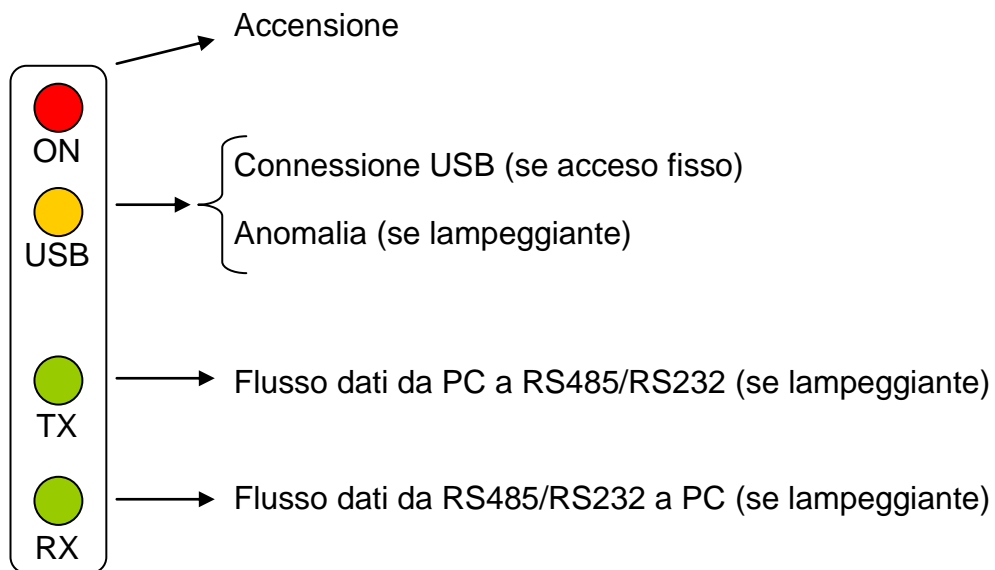 Accensione
ON
Connessione USB (se acceso fisso)
USB
Anomalia (se lampeggiante)
TX
Flusso dati da PC a RS485/RS232 (se lampeggiante)
RX
Flusso dati da RS485/RS232 a PC (se lampeggiante)